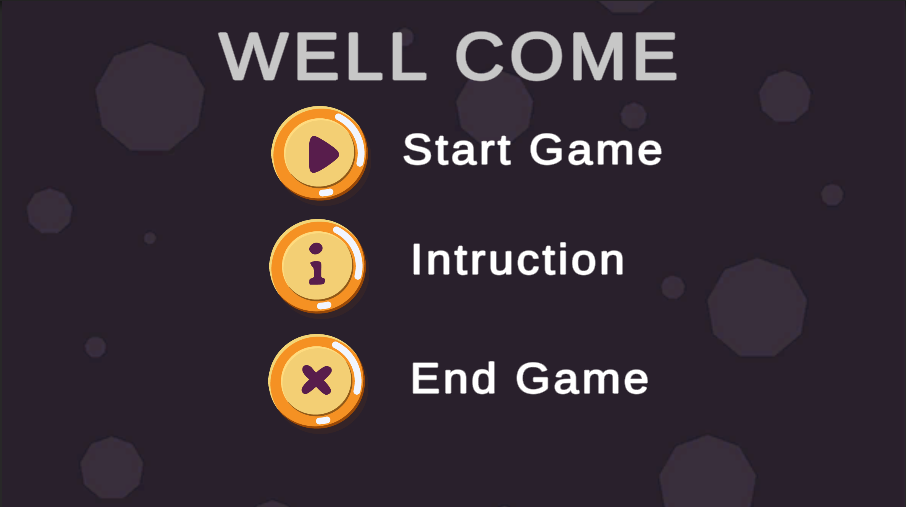 WELL COME
Start Game
Intruction
End Game